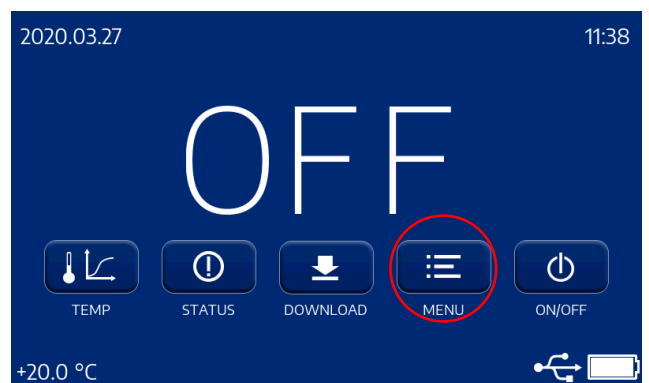 2020.03.27 11:38
OFF
TEMP STATUS DOWNLOAD MENU ON/OFF
+20.0 °C